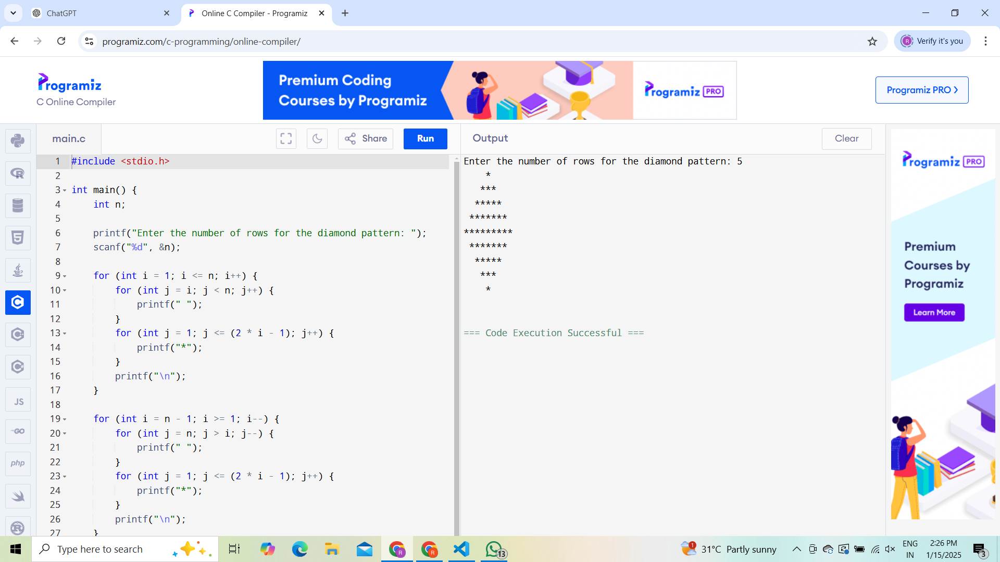 ChatGPT
Online C Compiler - Programiz
programiz.com/c-programming/online-compiler/
R
Verify it's you
Programiz
C Online Compiler
Premium Coding
Courses by Programiz
Programiz PRO
Programiz PRO ❯
main.c
Share
Run
Output
Clear
1 #include <stdio.h>
2
3 int main() {
4     int n;
5
6     printf("Enter the number of rows for the diamond pattern: ");
7     scanf("%d", &n);
8
9     for (int i = 1; i <= n; i++) {
10         for (int j = i; j < n; j++) {
11             printf(" ");
12         }
13         for (int j = 1; j <= (2 * i - 1); j++) {
14             printf("*");
15         }
16         printf("\n");
17     }
18
19     for (int i = n - 1; i >= 1; i--) {
20         for (int j = n; j > i; j--) {
21             printf(" ");
22         }
23         for (int j = 1; j <= (2 * i - 1); j++) {
24             printf("*");
25         }
26         printf("\n");
27     }
Enter the number of rows for the diamond pattern: 5
    *
   ***
  *****
 *******
*********
 *******
  *****
   ***
    *
=== Code Execution Successful ===
R
5
C
C
C
JS
GO
php
R
Programiz PRO
Premium
Courses by
Programiz
Learn More
Type here to search
R
R
13
1
31°C Partly sunny
ENG
IN
2:26 PM
1/15/2025
3